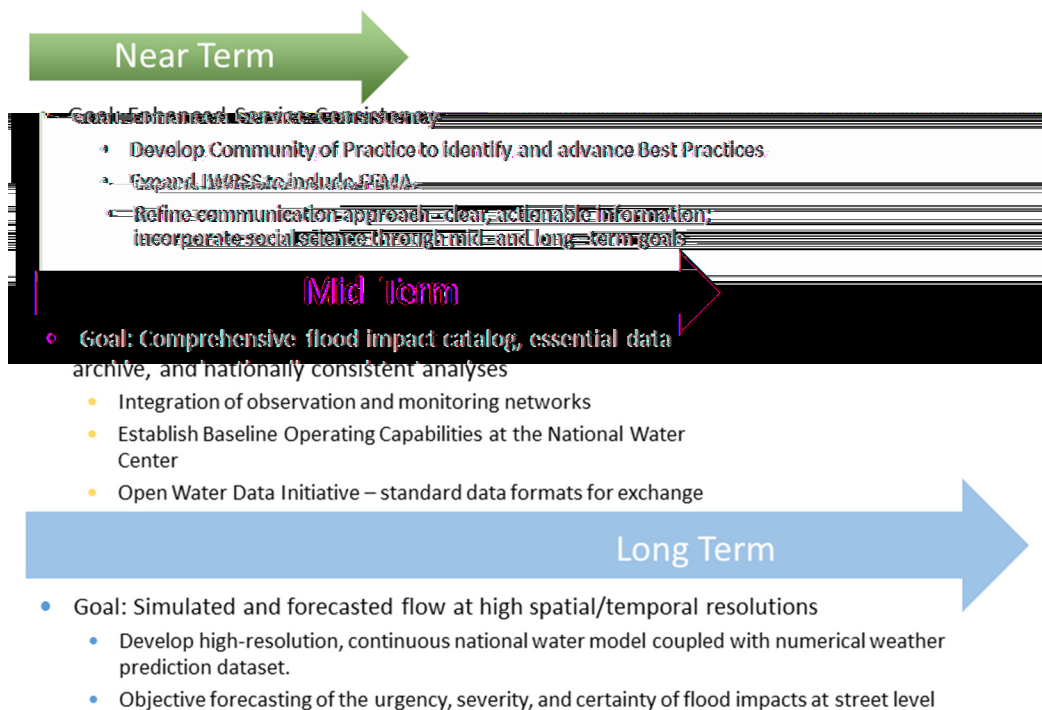 Near Term
• Goal: Enhanced Service Consistency
• Develop Community of Practice to identify and advance Best Practices
• Expand IWRSS to include FEMA
• Refine communication approach – clear, actionable information;
incorporate social science through mid- and long-term goals
Mid Term
• Goal: Comprehensive flood impact catalog, essential data
archive, and nationally consistent analyses
• Integration of observation and monitoring networks
• Establish Baseline Operating Capabilities at the National Water
Center
• Open Water Data Initiative – standard data formats for exchange
Long Term
• Goal: Simulated and forecasted flow at high spatial/temporal resolutions
• Develop high-resolution, continuous national water model coupled with numerical weather
prediction dataset.
• Objective forecasting of the urgency, severity, and certainty of flood impacts at street level